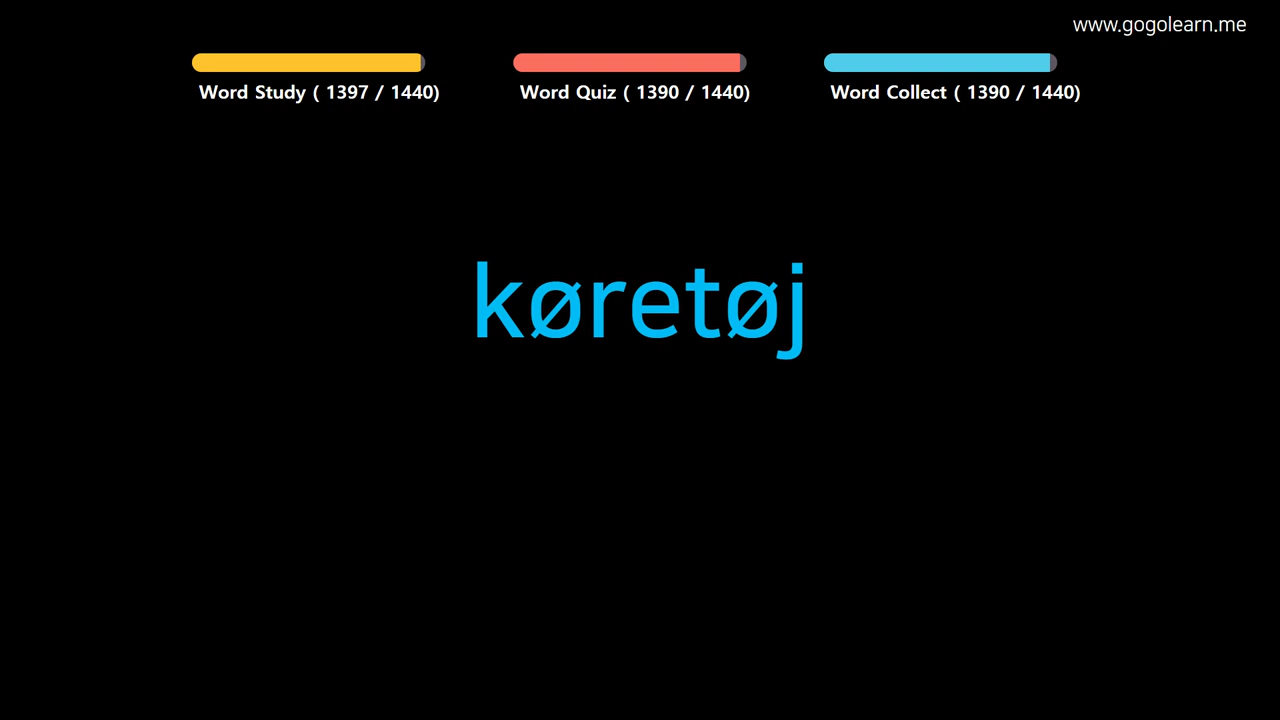 www.gogolearn.me
Word Study ( 1397 / 1440)
Word Quiz ( 1390 / 1440)
Word Collect ( 1390 / 1440)
køretøj